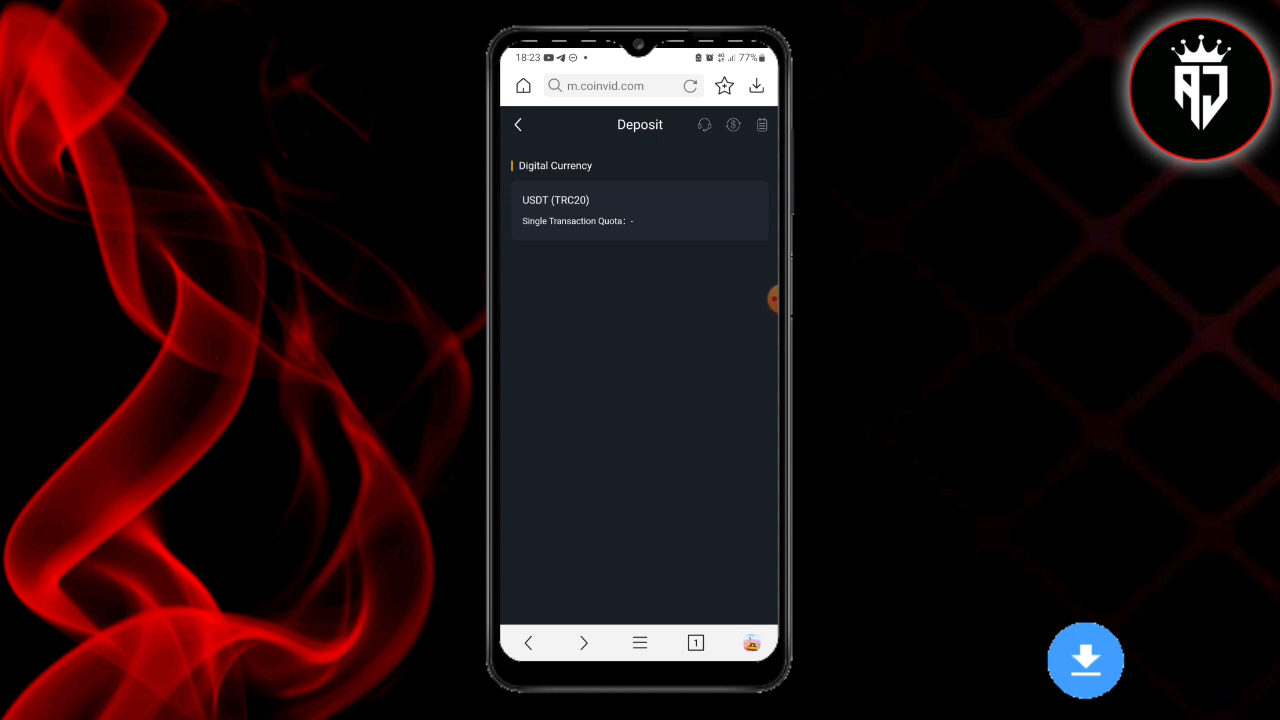 18:23
77%
m.coinvid.com
Deposit
Digital Currency
USDT (TRC20)
Single Transaction Quota: -
1
AJ